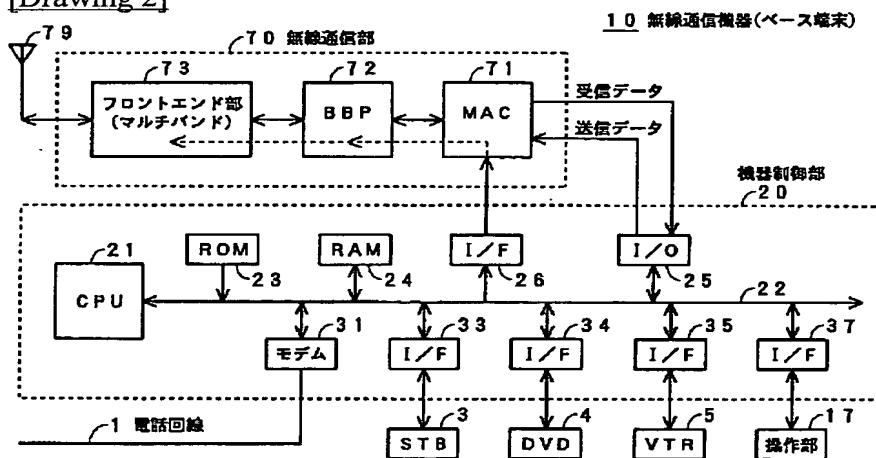 [Drawing 2]
10 無線通信機器(ベース端末)
79
70 無線通信部
73
72
71
フロントエンド部
(マルチバンド)
BBP
MAC
受信データ
送信データ
機器制御部
20
21
CPU
ROM
23
RAM
24
I/F
26
I/O
25
22
31
モデム
33
I/F
34
I/F
35
I/F
37
I/F
1 電話回線
3
STB
4
DVD
5
VTR
17
操作部